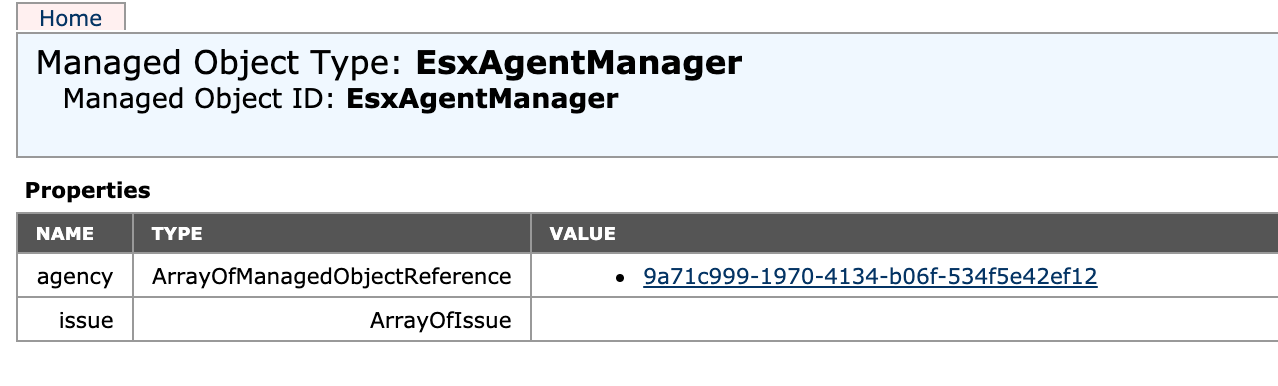 Home
Managed Object Type: EsxAgentManager
Managed Object ID: EsxAgentManager
Properties
NAME TYPE VALUE
agency ArrayOfManagedObjectReference • 9a71c999-1970-4134-b06f-534f5e42ef12
issue ArrayOfIssue